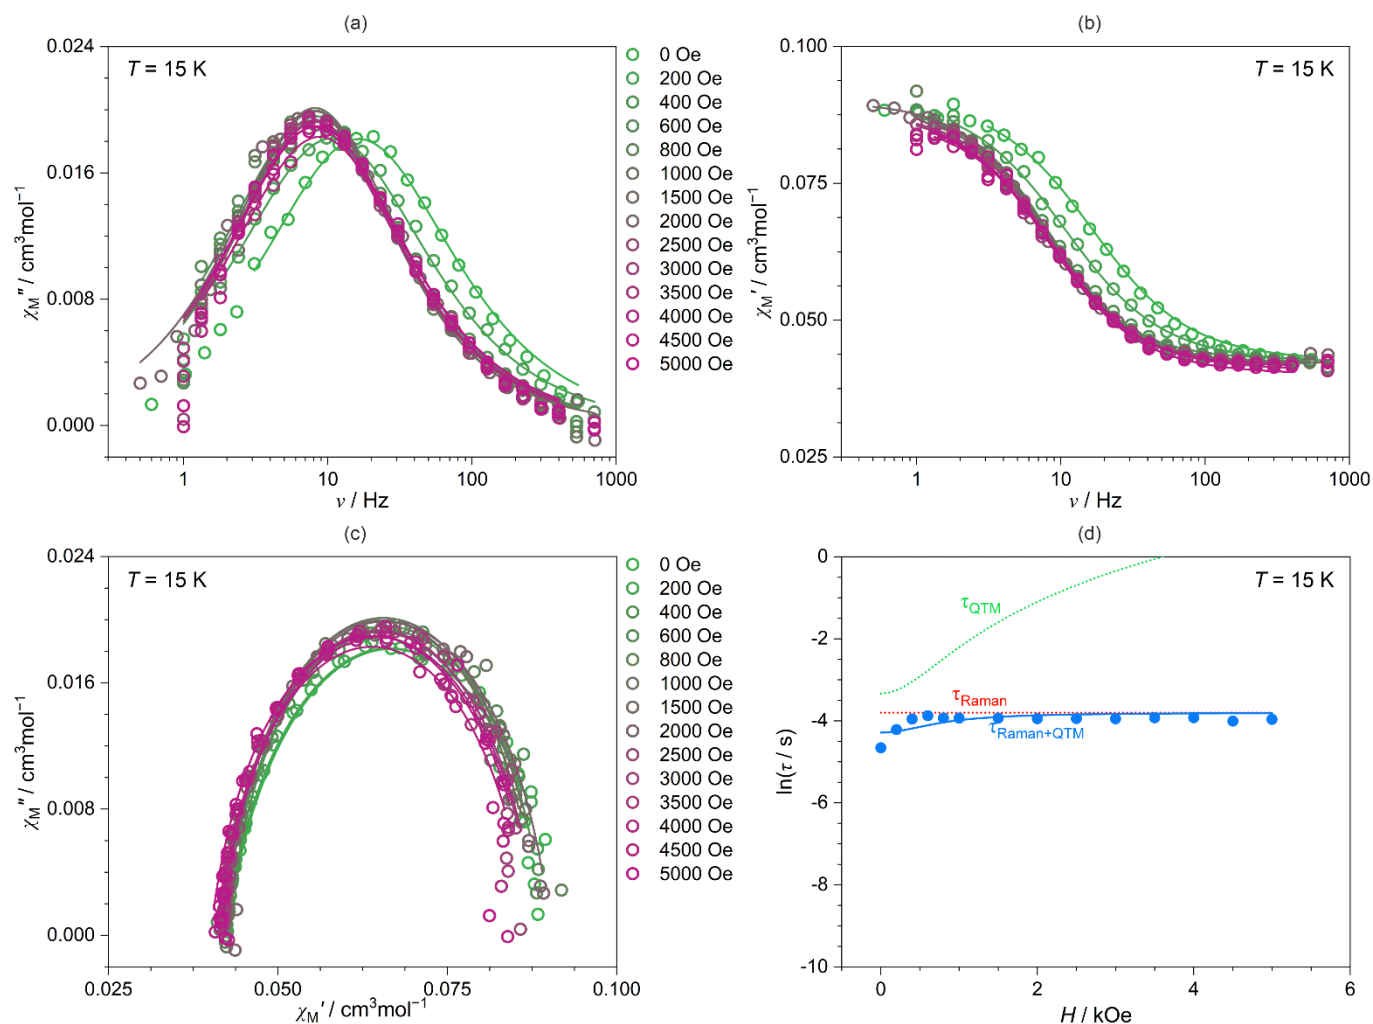 (a)
0.024
0.016
0.008
0.000
T = 15 K
χM″ / cm³mol⁻¹
1
10
100
1000
ν / Hz
0 Oe
200 Oe
400 Oe
600 Oe
800 Oe
1000 Oe
1500 Oe
2000 Oe
2500 Oe
3000 Oe
3500 Oe
4000 Oe
4500 Oe
5000 Oe
(b)
0.100
0.075
0.050
0.025
T = 15 K
χM′ / cm³mol⁻¹
1
10
100
1000
ν / Hz
(c)
0.024
0.016
0.008
0.000
T = 15 K
χM″ / cm³mol⁻¹
0.025
0.050
0.075
0.100
χM′ / cm³mol⁻¹
0 Oe
200 Oe
400 Oe
600 Oe
800 Oe
1000 Oe
1500 Oe
2000 Oe
2500 Oe
3000 Oe
3500 Oe
4000 Oe
4500 Oe
5000 Oe
(d)
0
-2
-4
-6
-8
-10
T = 15 K
ln(τ / s)
τQTM
τRaman
τRaman+QTM
0
2
4
6
H / kOe